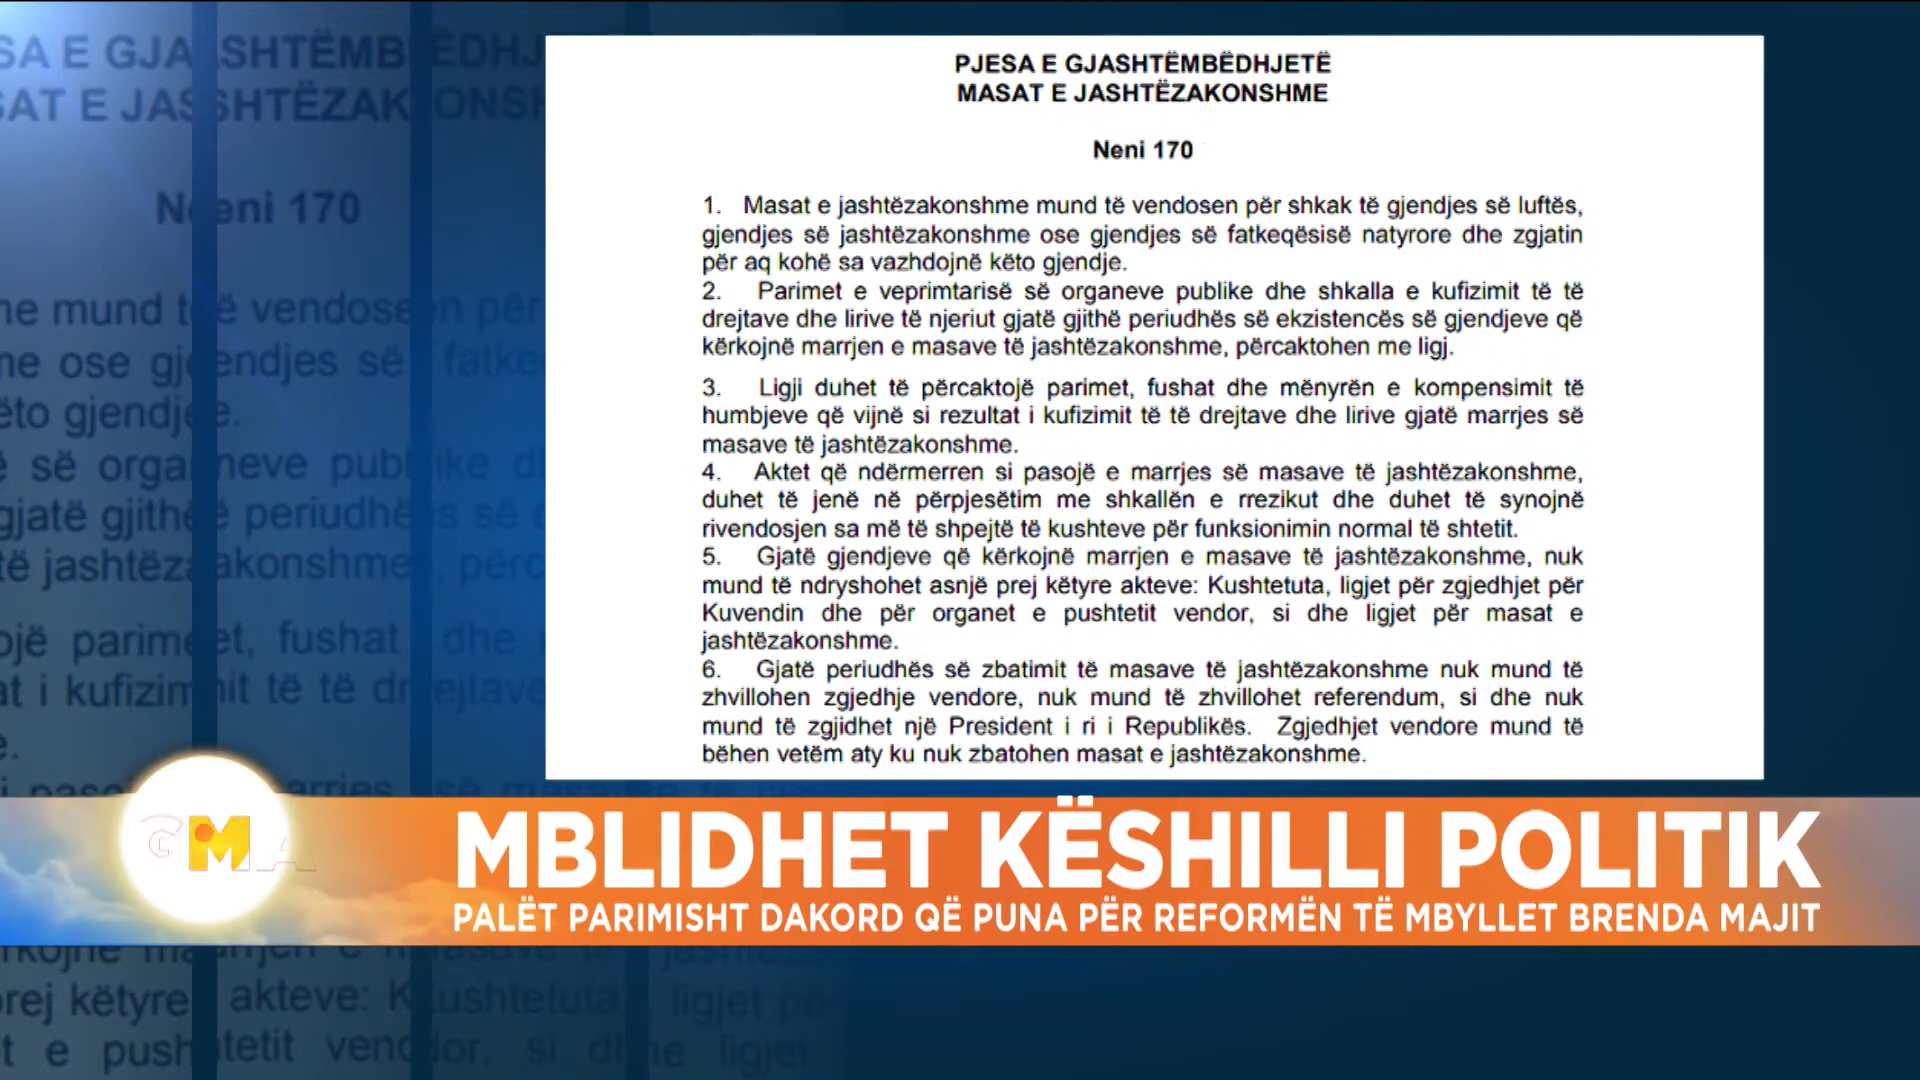 PJESA E GJASHTËMBËDHJETË
MASAT E JASHTËZAKONSHME
Neni 170
1. Masat e jashtëzakonshme mund të vendosen për shkak të gjendjes së luftës,
gjendjes së jashtëzakonshme ose gjendjes së fatkeqësisë natyrore dhe zgjatin
për aq kohë sa vazhdojnë këto gjendje.
2. Parimet e veprimtarisë së organeve publike dhe shkalla e kufizimit të të
drejtave dhe lirive të njeriut gjatë gjithë periudhës së ekzistencës së gjendjeve që
kërkojnë marrjen e masave të jashtëzakonshme, përcaktohen me ligj.
3. Ligji duhet të përcaktojë parimet, fushat dhe mënyrën e kompensimit të
humbjeve që vijnë si rezultat i kufizimit të të drejtave dhe lirive gjatë marrjes së
masave të jashtëzakonshme.
4. Aktet që ndërmerren si pasojë e marrjes së masave të jashtëzakonshme,
duhet të jenë në përpjesëtim me shkallën e rrezikut dhe duhet të synojnë
rivendosjen sa më të shpejtë të kushteve për funksionimin normal të shtetit.
5. Gjatë gjendjeve që kërkojnë marrjen e masave të jashtëzakonshme, nuk
mund të ndryshohet asnjë prej këtyre akteve: Kushtetuta, ligjet për zgjedhjet për
Kuvendin dhe për organet e pushtetit vendor, si dhe ligjet për masat e
jashtëzakonshme.
6. Gjatë periudhës së zbatimit të masave të jashtëzakonshme nuk mund të
zhvillohen zgjedhje vendore, nuk mund të zhvillohet referendum, si dhe nuk
mund të zgjidhet një President i ri i Republikës. Zgjedhjet vendore mund të
bëhen vetëm aty ku nuk zbatohen masat e jashtëzakonshme.
GMA
MBLIDHET KËSHILLI POLITIK
PALËT PARIMISHT DAKORD QË PUNA PËR REFORMËN TË MBYLLET BRENDA MAJIT